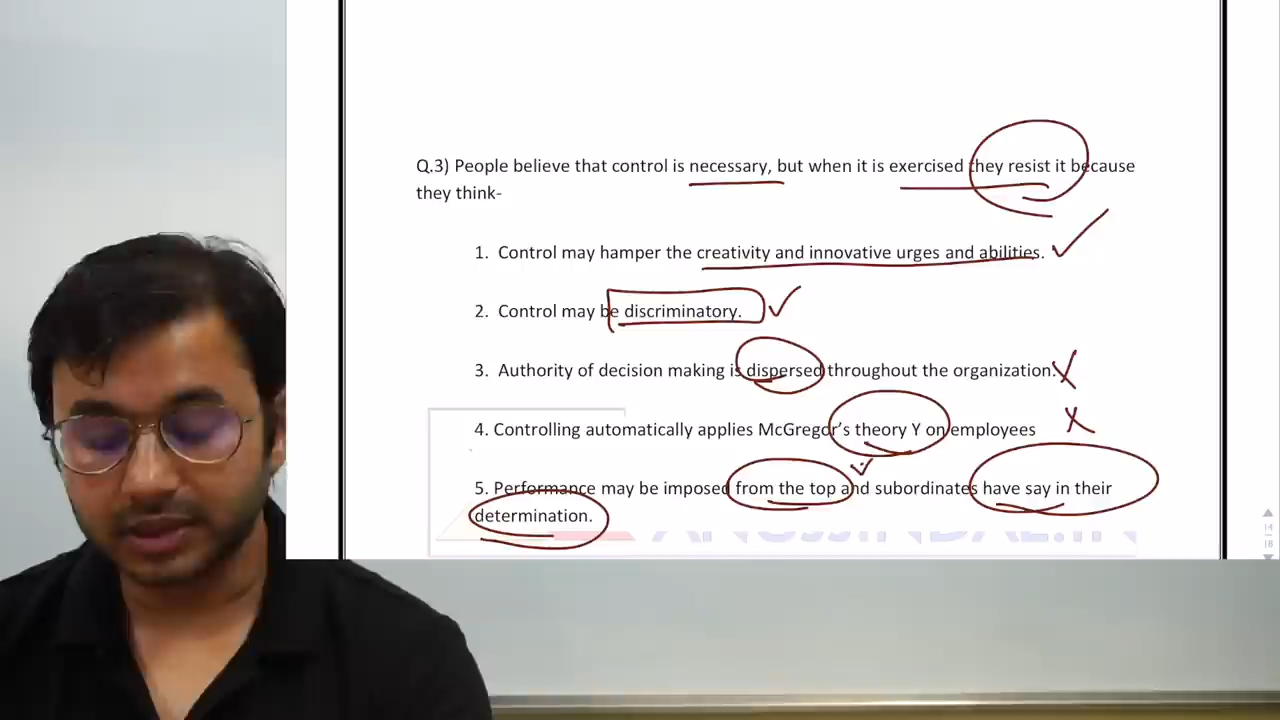 Q.3) People believe that control is necessary, but when it is exercised they resist it because
they think-
1. Control may hamper the creativity and innovative urges and abilities.
2. Control may be discriminatory.
3. Authority of decision making is dispersed throughout the organization.
4. Controlling automatically applies McGregor's theory Y on employees
5. Performance may be imposed from the top and subordinates have say in their
determination.
14
18